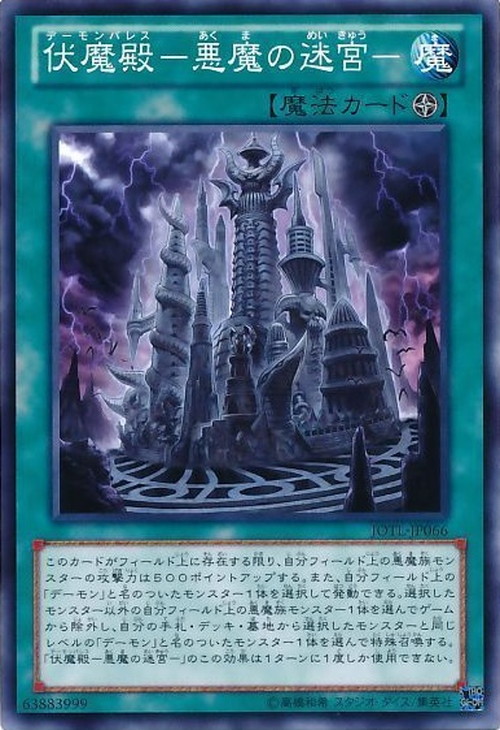 デーモンパレス あくま めいきゅう
伏魔殿－悪魔の迷宮－ 魔
【魔法カード】
JOTL-JP066
このカードがフィールド上に存在する限り、自分フィールド上の悪魔族モン
スターの攻撃力は５００ポイントアップする。また、自分フィールド上の
「デーモン」と名のついたモンスター１体を選択して発動できる。選択した
モンスター以外の自分フィールド上の悪魔族モンスター１体を選んでゲーム
から除外し、自分の手札・デッキ・墓地から選択したモンスターと同じ
レベルの「デーモン」と名のついたモンスター１体を選んで特殊召喚する。
「伏魔殿－悪魔の迷宮－」のこの効果は１ターンに１度しか使用できない。
63883999 ©高橋和希 スタジオ・ダイス/集英社